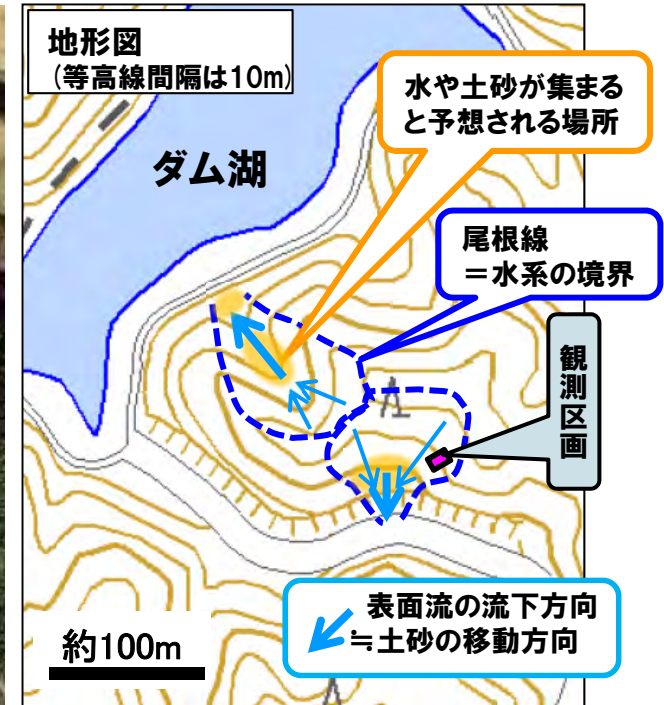 地形図
(等高線間隔は10m)
水や土砂が集まる
と予想される場所
ダム湖
尾根線
＝水系の境界
観測区画
表面流の流下方向
≒土砂の移動方向
約100m